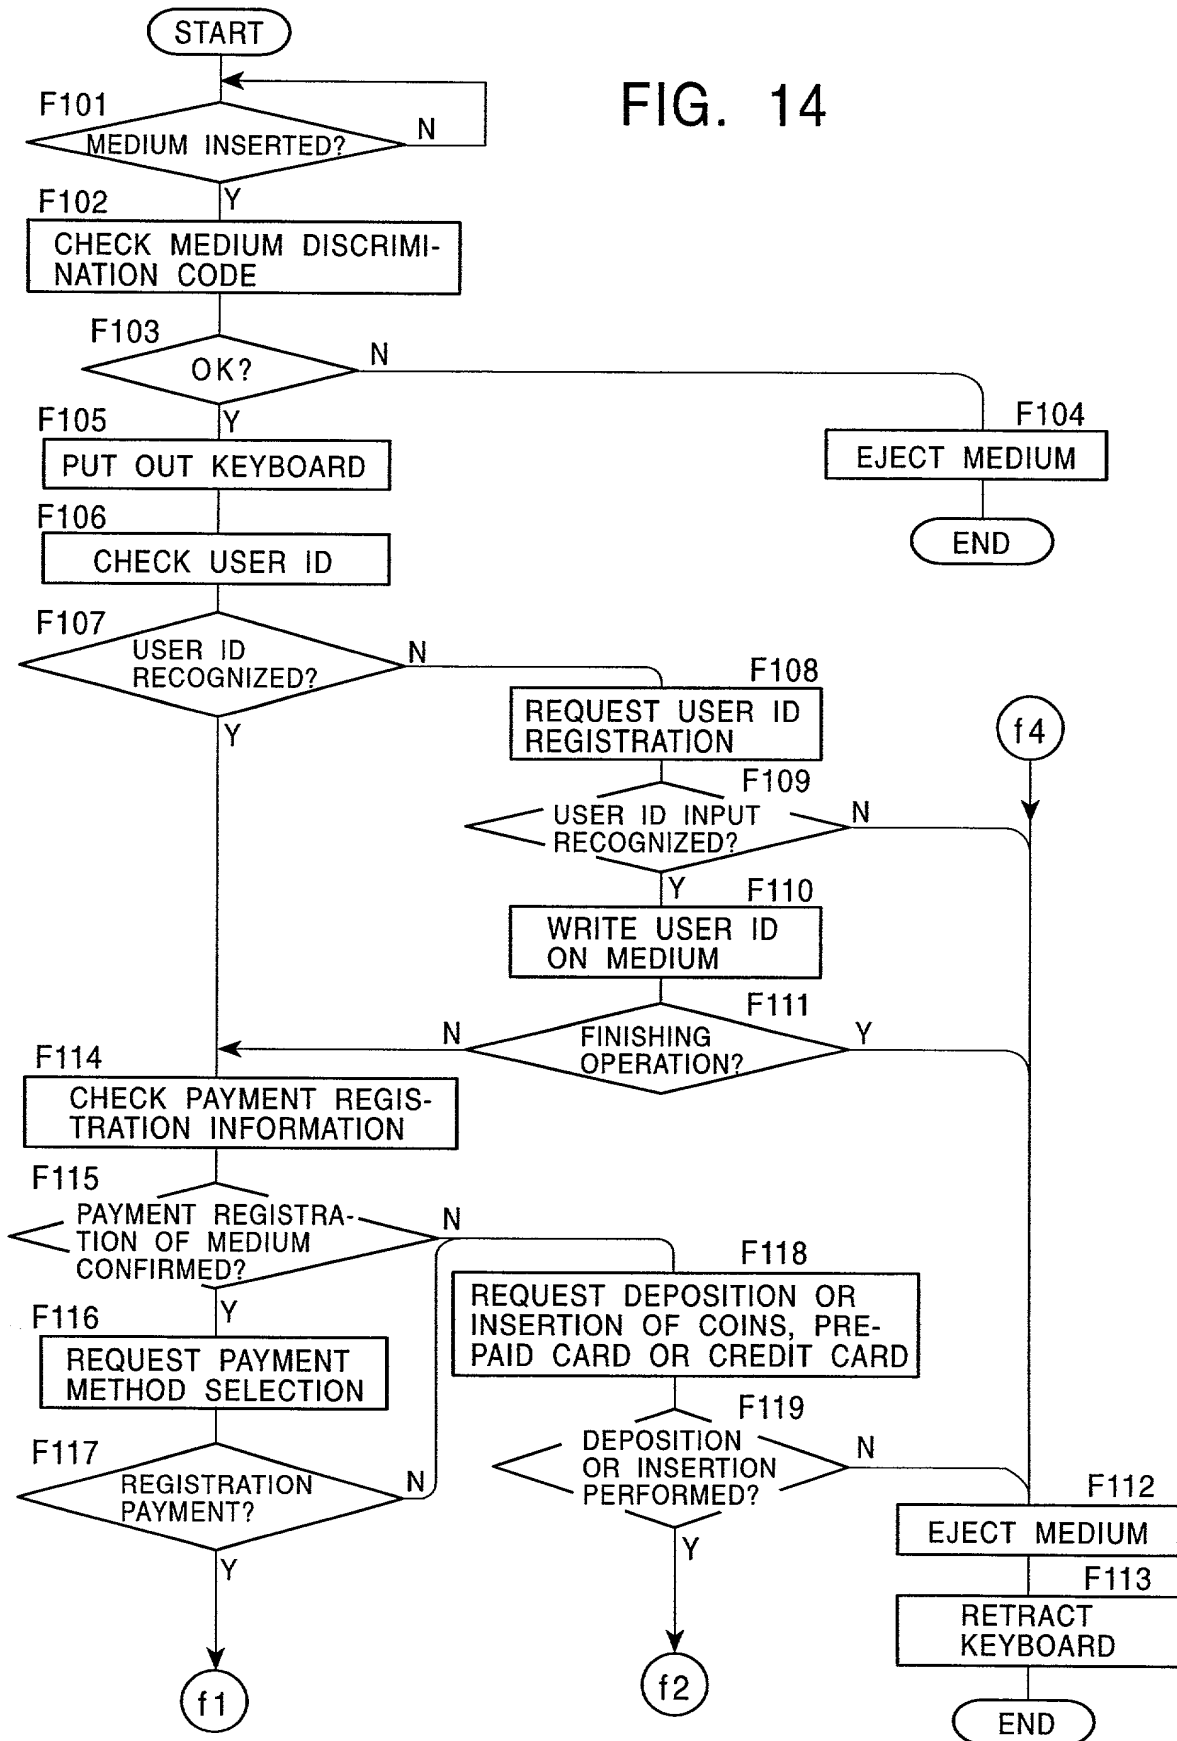 START
FIG. 14
F101
MEDIUM INSERTED?
N
Y
F102
CHECK MEDIUM DISCRIMI-
NATION CODE
F103
OK?
N
Y
F104
EJECT MEDIUM
END
F105
PUT OUT KEYBOARD
F106
CHECK USER ID
F107
USER ID
RECOGNIZED?
N
Y
F108
REQUEST USER ID
REGISTRATION
f4
F109
USER ID INPUT
RECOGNIZED?
N
Y
F110
WRITE USER ID
ON MEDIUM
F111
FINISHING
OPERATION?
N
Y
F114
CHECK PAYMENT REGIS-
TRATION INFORMATION
F115
PAYMENT REGISTRA-
TION OF MEDIUM
CONFIRMED?
N
Y
F116
REQUEST PAYMENT
METHOD SELECTION
F117
REGISTRATION
PAYMENT?
N
Y
f1
F118
REQUEST DEPOSITION OR
INSERTION OF COINS, PRE-
PAID CARD OR CREDIT CARD
F119
DEPOSITION
OR INSERTION
PERFORMED?
N
Y
f2
F112
EJECT MEDIUM
F113
RETRACT
KEYBOARD
END